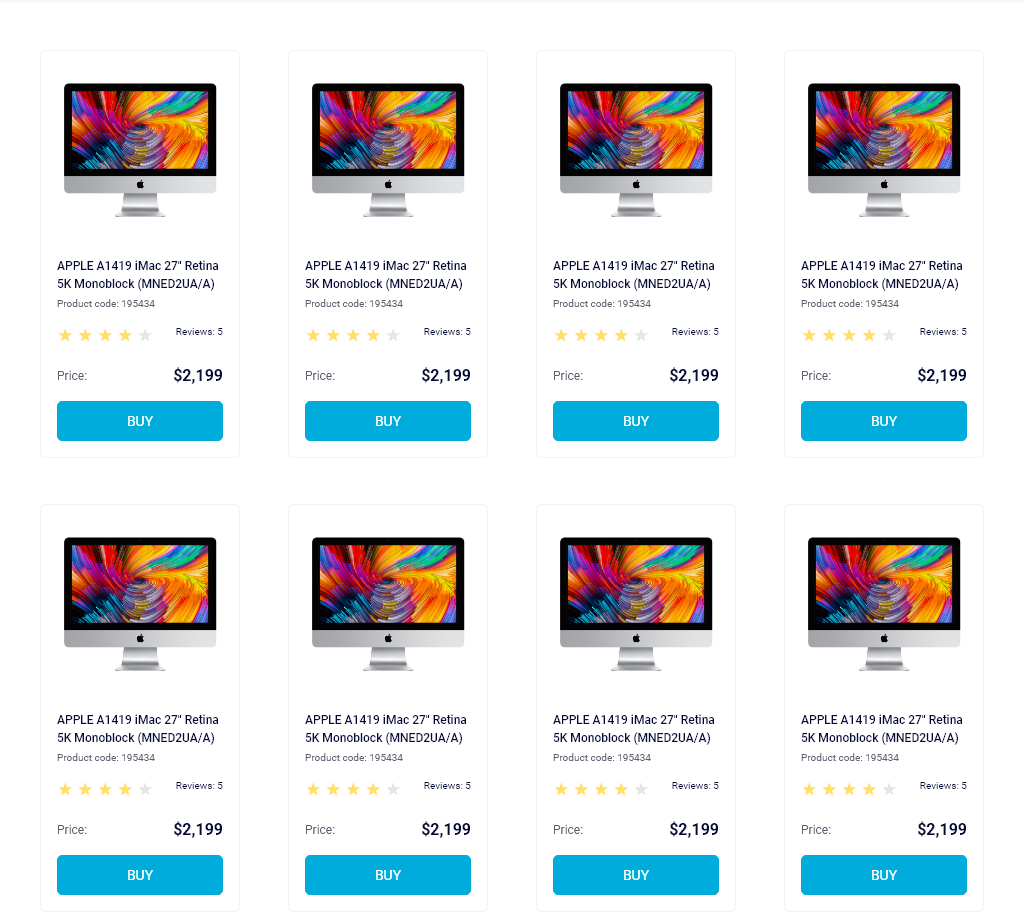 APPLE A1419 iMac 27" Retina
5K Monoblock (MNED2UA/A)
Product code: 195434
Reviews: 5
Price: $2,199
BUY
APPLE A1419 iMac 27" Retina
5K Monoblock (MNED2UA/A)
Product code: 195434
Reviews: 5
Price: $2,199
BUY
APPLE A1419 iMac 27" Retina
5K Monoblock (MNED2UA/A)
Product code: 195434
Reviews: 5
Price: $2,199
BUY
APPLE A1419 iMac 27" Retina
5K Monoblock (MNED2UA/A)
Product code: 195434
Reviews: 5
Price: $2,199
BUY
APPLE A1419 iMac 27" Retina
5K Monoblock (MNED2UA/A)
Product code: 195434
Reviews: 5
Price: $2,199
BUY
APPLE A1419 iMac 27" Retina
5K Monoblock (MNED2UA/A)
Product code: 195434
Reviews: 5
Price: $2,199
BUY
APPLE A1419 iMac 27" Retina
5K Monoblock (MNED2UA/A)
Product code: 195434
Reviews: 5
Price: $2,199
BUY
APPLE A1419 iMac 27" Retina
5K Monoblock (MNED2UA/A)
Product code: 195434
Reviews: 5
Price: $2,199
BUY